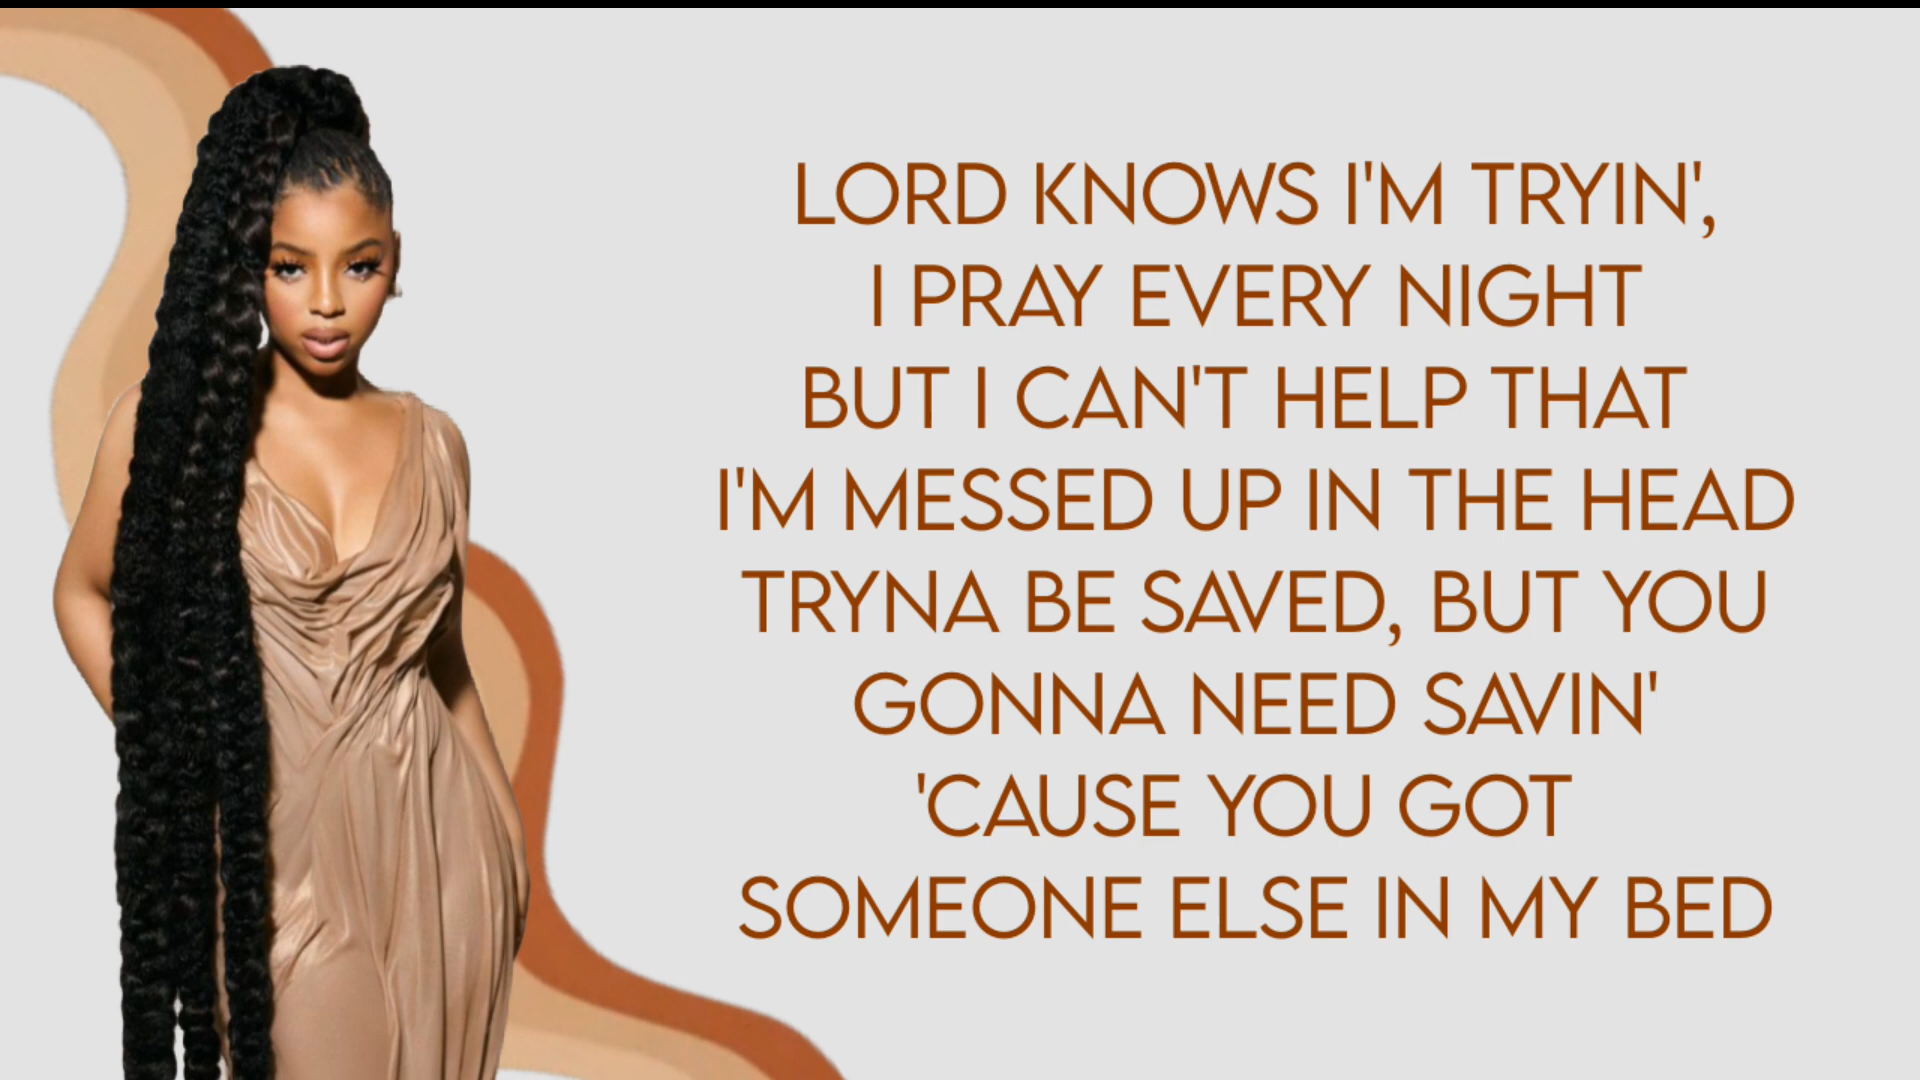 LORD KNOWS I'M TRYIN',
I PRAY EVERY NIGHT
BUT I CAN'T HELP THAT
I'M MESSED UP IN THE HEAD
TRYNA BE SAVED, BUT YOU
GONNA NEED SAVIN'
'CAUSE YOU GOT
SOMEONE ELSE IN MY BED